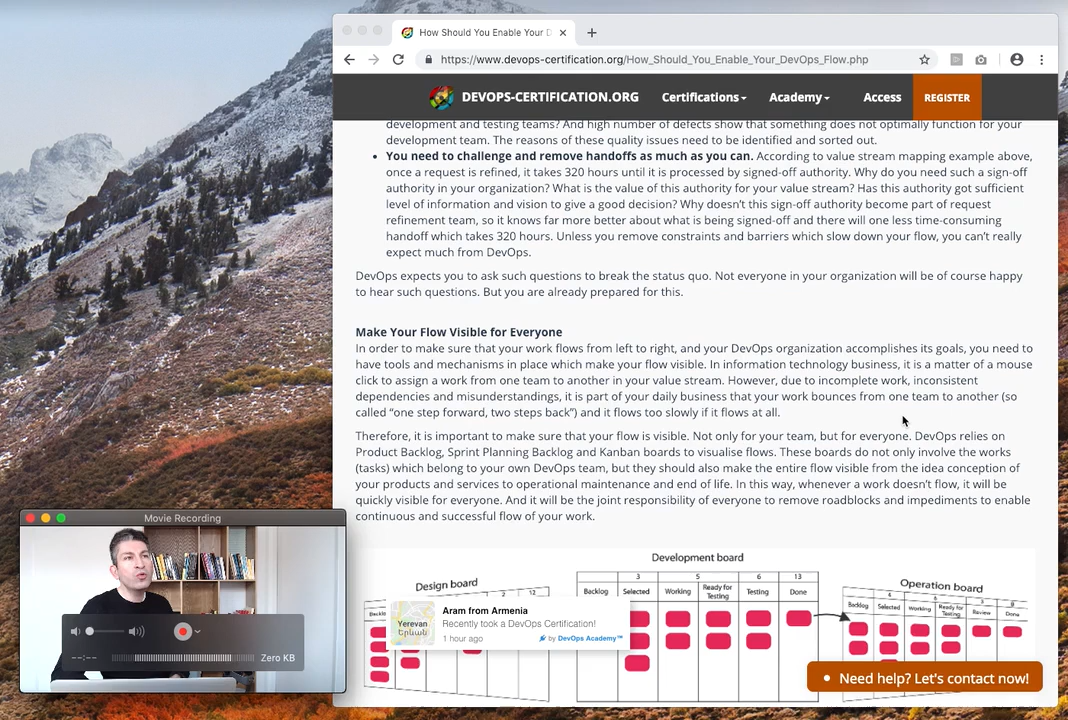 How Should You Enable Your D
https://www.devops-certification.org/How_Should_You_Enable_Your_DevOps_Flow.php
DEVOPS-CERTIFICATION.ORG Certifications Academy Access REGISTER
development and testing teams? And high number of defects show that something does not optimally function for your
development team. The reasons of these quality issues need to be identified and sorted out.
• You need to challenge and remove handoffs as much as you can. According to value stream mapping example above,
once a request is refined, it takes 320 hours until it is processed by signed-off authority. Why do you need such a sign-off
authority in your organization? What is the value of this authority for your value stream? Has this authority got sufficient
level of information and vision to give a good decision? Why doesn't this sign-off authority become part of request
refinement team, so it knows far more better about what is being signed-off and there will one less time-consuming
handoff which takes 320 hours. Unless you remove constraints and barriers which slow down your flow, you can't really
expect much from DevOps.
DevOps expects you to ask such questions to break the status quo. Not everyone in your organization will be of course happy
to hear such questions. But you are already prepared for this.
Make Your Flow Visible for Everyone
In order to make sure that your work flows from left to right, and your DevOps organization accomplishes its goals, you need to
have tools and mechanisms in place which make your flow visible. In information technology business, it is a matter of a mouse
click to assign a work from one team to another in your value stream. However, due to incomplete work, inconsistent
dependencies and misunderstandings, it is part of your daily business that your work bounces from one team to another (so
called “one step forward, two steps back”) and it flows too slowly if it flows at all.
Therefore, it is important to make sure that your flow is visible. Not only for your team, but for everyone. DevOps relies on
Product Backlog, Sprint Planning Backlog and Kanban boards to visualise flows. These boards do not only involve the works
(tasks) which belong to your own DevOps team, but they should also make the entire flow visible from the idea conception of
your products and services to operational maintenance and end of life. In this way, whenever a work doesn't flow, it will be
quickly visible for everyone. And it will be the joint responsibility of everyone to remove roadblocks and impediments to enable
continuous and successful flow of your work.
Movie Recording
--:-- Zero KB
Design board
12
Development board
3 5 6 13
Backlog Selected Working Ready for Testing Testing Done
Operation board
Backlog Selected Working Ready for Testing Review Done
Yerevan
Երևան
Aram from Armenia
Recently took a DevOps Certification!
1 hour ago by DevOps Academy™
Need help? Let's contact now!